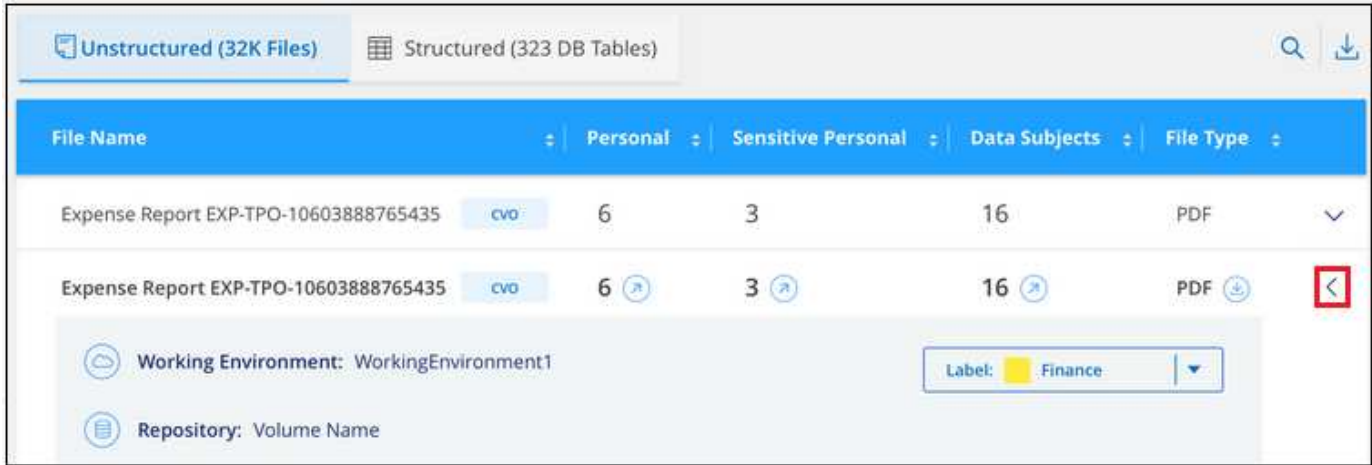 Unstructured (32K Files) Structured (323 DB Tables)
File Name Personal Sensitive Personal Data Subjects File Type
Expense Report EXP-TPO-10603888765435 CVO 6 3 16 PDF
Expense Report EXP-TPO-10603888765435 CVO 6 3 16 PDF
Working Environment: WorkingEnvironment1 Label: Finance
Repository: Volume Name